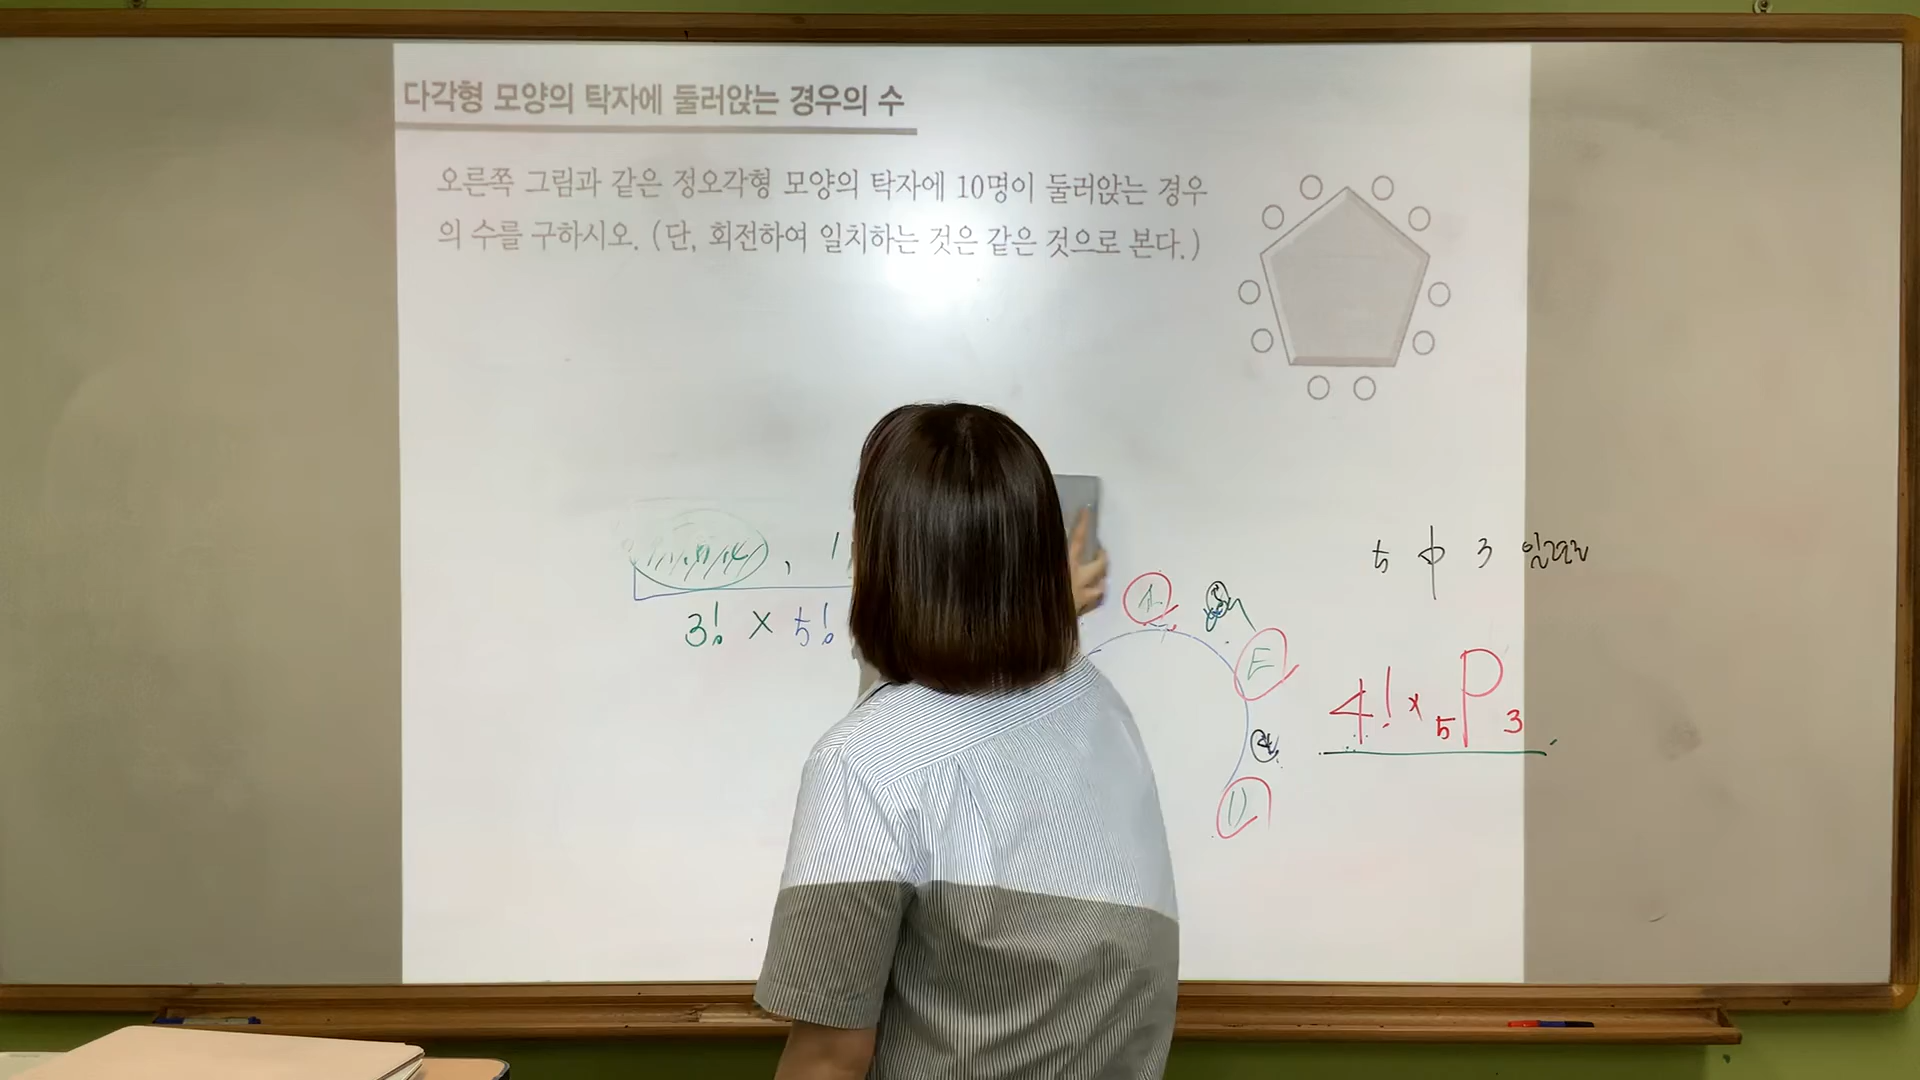 다각형 모양의 탁자에 둘러앉는 경우의 수
오른쪽 그림과 같은 정오각형 모양의 탁자에 10명이 둘러앉는 경우
의 수를 구하시오. (단, 회전하여 일치하는 것은 같은 것으로 본다.)
3! × 5!
A
E
D
5 中 3 일렬로
4! × 5P3